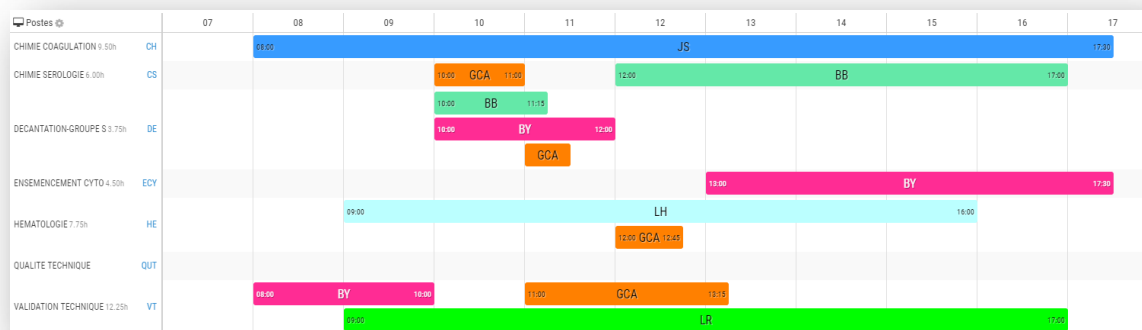 Postes 07 08 09 10 11 12 13 14 15 16 17
CHIMIE COAGULATION 9.50h CH 08:00 JS 17:30
CHIMIE SEROLOGIE 6.00h CS 10:00 GCA 11:00 12:00 BB 17:00
10:00 BB 11:15
DECANTATION-GROUPE S 3.75h DE 10:00 BY 12:00
GCA
ENSEMENCEMENT CYTO 4.50h ECY 13:00 BY 17:30
09:00 LH 16:00
HEMATOLOGIE 7.75h HE
12:00 GCA 12:45
QUALITE TECHNIQUE QUT
08:00 BY 10:00 11:00 GCA 13:15
VALIDATION TECHNIQUE 12.25h VT
09:00 LR 17:00